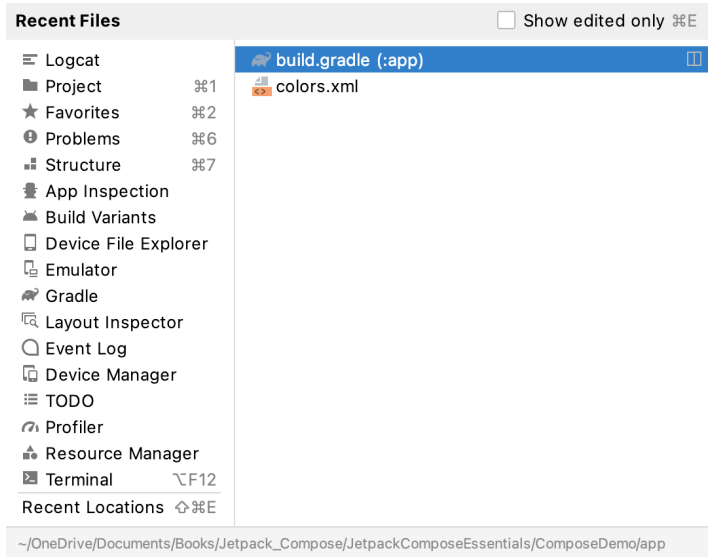 Recent Files
Show edited only ⌘E
Logcat
Project ⌘1
Favorites ⌘2
Problems ⌘6
Structure ⌘7
App Inspection
Build Variants
Device File Explorer
Emulator
Gradle
Layout Inspector
Event Log
Device Manager
TODO
Profiler
Resource Manager
Terminal ⌥F12
Recent Locations ⇧⌘E
build.gradle (:app)
colors.xml
~/OneDrive/Documents/Books/Jetpack_Compose/JetpackComposeEssentials/ComposeDemo/app